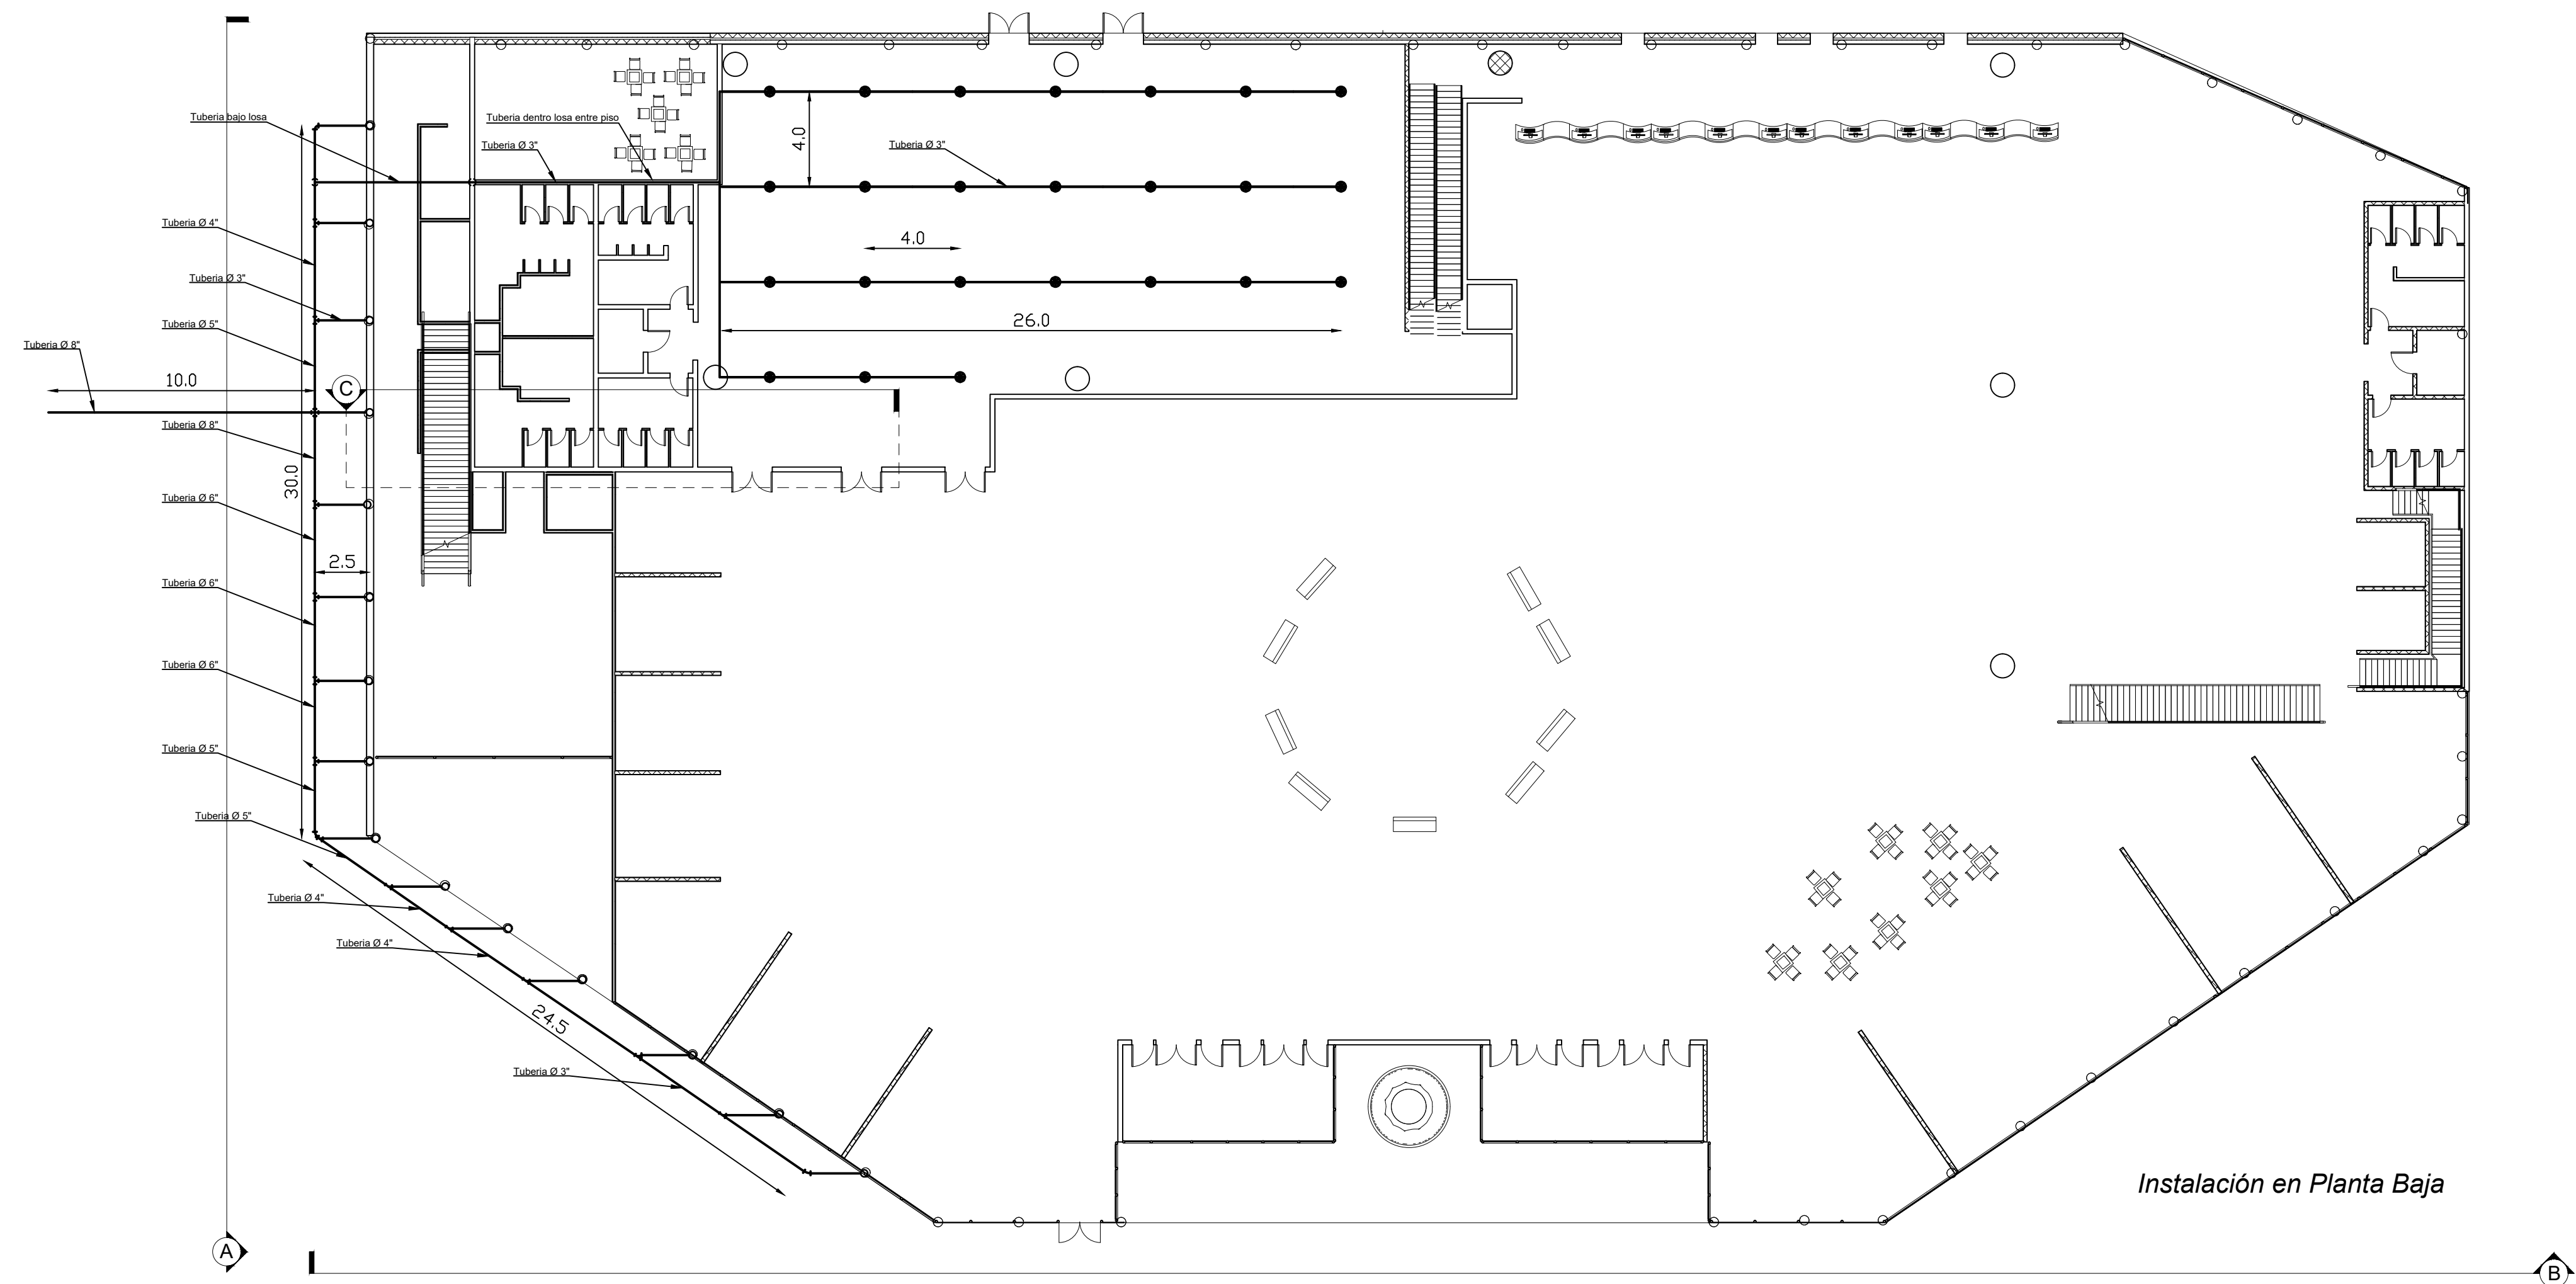 Tuberia bajo losa
Tuberia dentro losa entre piso
Tuberia Ø 3"
4.0
Tuberia Ø 3"
Tuberia Ø 4"
4.0
Tuberia Ø 3"
Tuberia Ø 5"
26.0
Tuberia Ø 8"
10.0
C
Tuberia Ø 8"
30.0
Tuberia Ø 6"
2.5
Tuberia Ø 6"
Tuberia Ø 6"
Tuberia Ø 5"
Tuberia Ø 5"
Tuberia Ø 4"
Tuberia Ø 4"
24.5
Tuberia Ø 3"
Instalación en Planta Baja
A
B